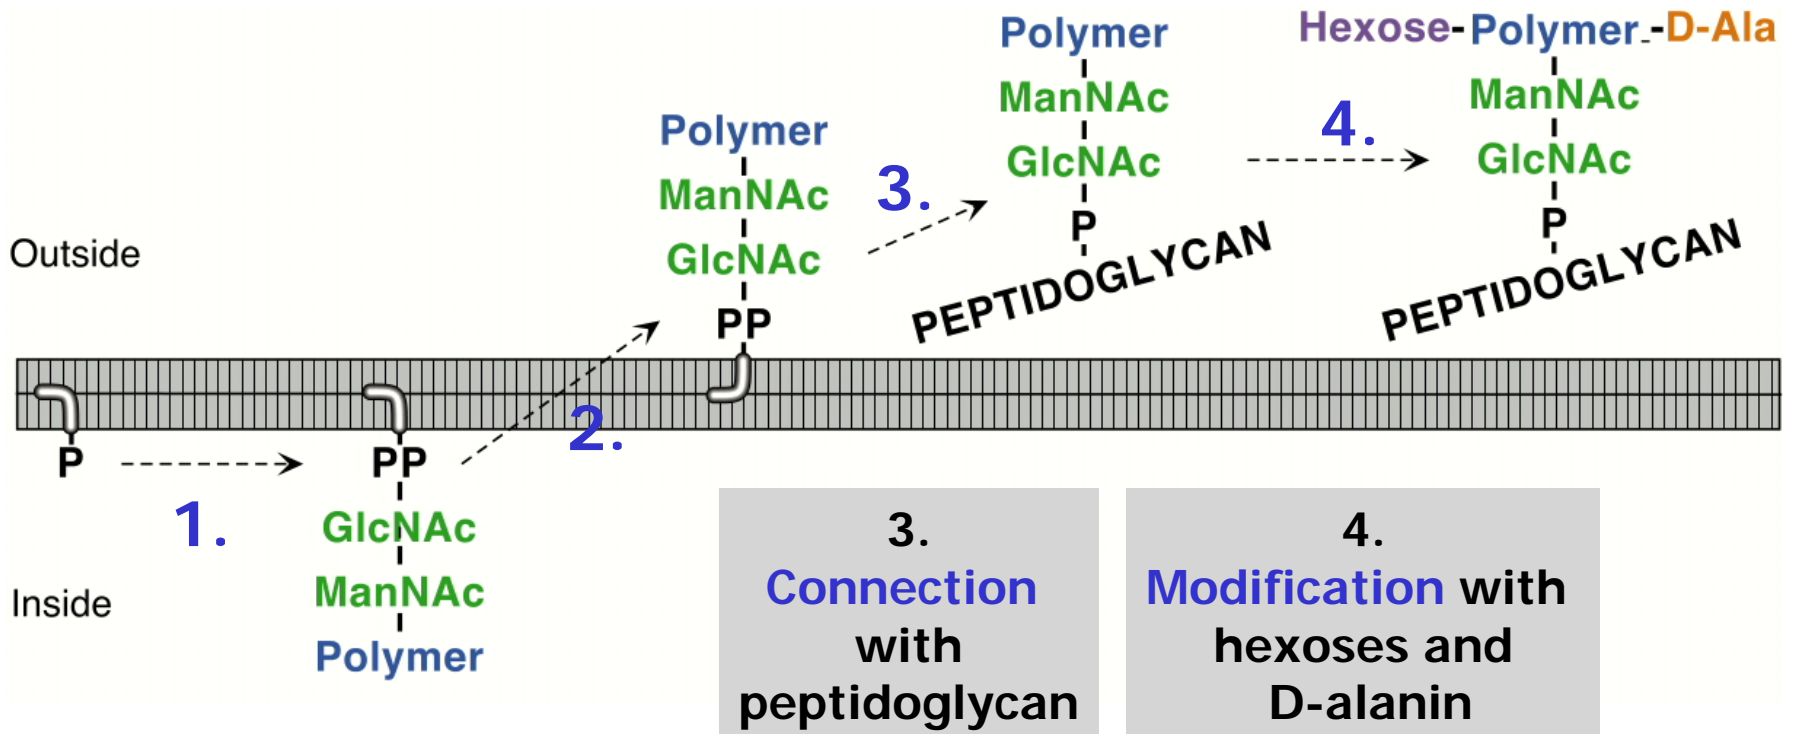 Outside
Inside
P
1.
PP
GlcNAc
ManNAc
Polymer
2.
Polymer
ManNAc
GlcNAc
PP
3.
Polymer
ManNAc
GlcNAc
P
PEPTIDOGLYCAN
4.
Hexose-Polymer--D-Ala
ManNAc
GlcNAc
P
PEPTIDOGLYCAN
3.
Connection
with
peptidoglycan
4.
Modification with
hexoses and
D-alanin